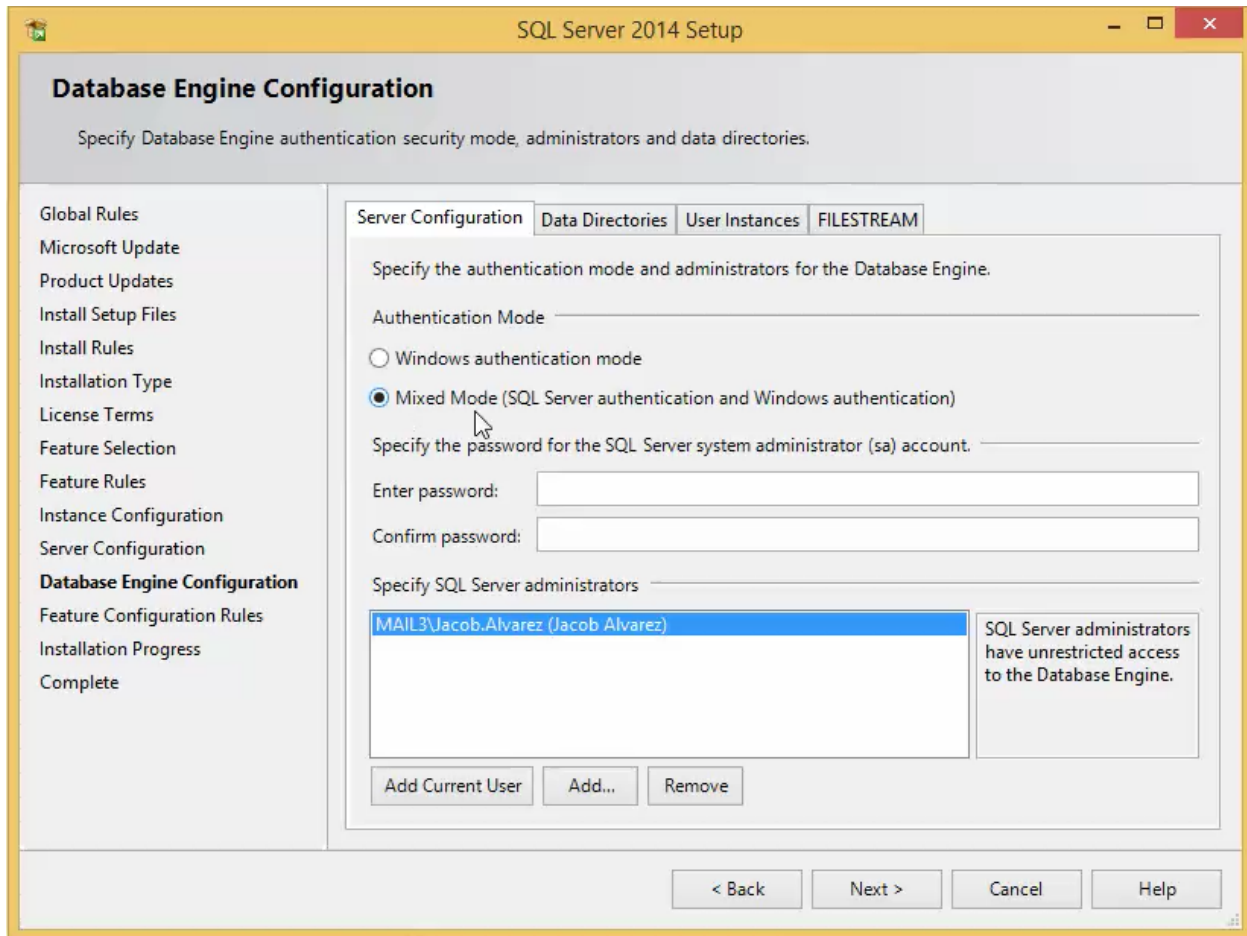 SQL Server 2014 Setup
Database Engine Configuration
Specify Database Engine authentication security mode, administrators and data directories.
Global Rules
Microsoft Update
Product Updates
Install Setup Files
Install Rules
Installation Type
License Terms
Feature Selection
Feature Rules
Instance Configuration
Server Configuration
Database Engine Configuration
Feature Configuration Rules
Installation Progress
Complete
Server Configuration Data Directories User Instances FILESTREAM
Specify the authentication mode and administrators for the Database Engine.
Authentication Mode
Windows authentication mode
Mixed Mode (SQL Server authentication and Windows authentication)
Specify the password for the SQL Server system administrator (sa) account.
Enter password:
Confirm password:
Specify SQL Server administrators
MAIL3\Jacob.Alvarez (Jacob Alvarez)
SQL Server administrators
have unrestricted access
to the Database Engine.
Add Current User Add... Remove
< Back Next > Cancel Help